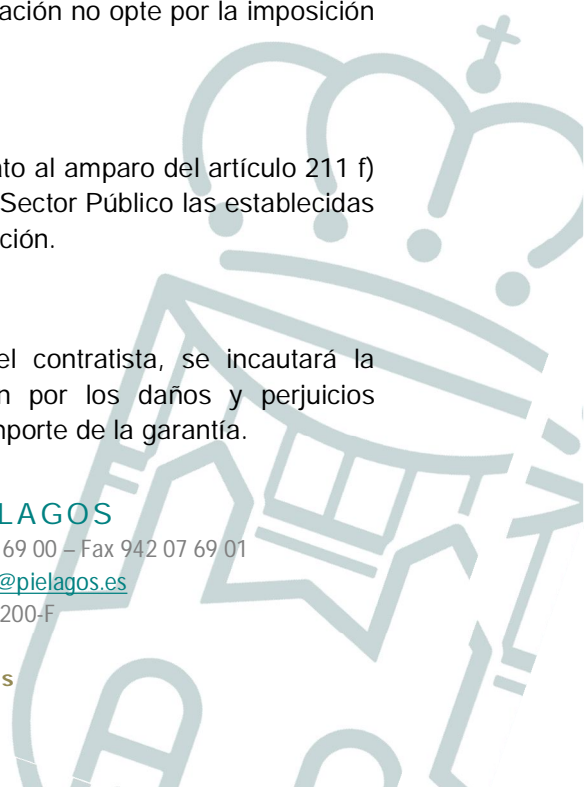 ación no opte por la imposición
to al amparo del artículo 211 f)
Sector Público las establecidas
ción.
el contratista, se incautará la
n por los daños y perjuicios
mporte de la garantía.
LAGOS
69 00 – Fax 942 07 69 01
@pielagos.es
200-F
s